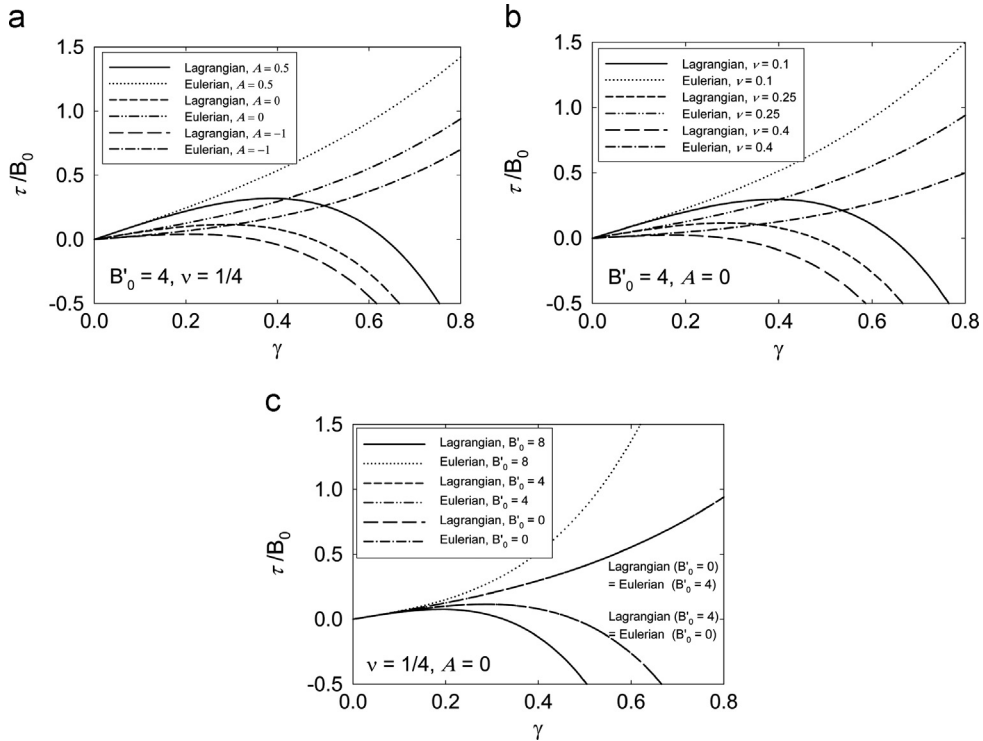 a
1.5
1.0
0.5
0.0
-0.5
τ/B₀
Lagrangian, A = 0.5
Eulerian, A = 0.5
Lagrangian, A = 0
Eulerian, A = 0
Lagrangian, A = −1
Eulerian, A = −1
B'₀ = 4, ν = 1/4
0.0 0.2 0.4 0.6 0.8
γ
b
1.5
1.0
0.5
0.0
-0.5
τ/B₀
Lagrangian, ν = 0.1
Eulerian, ν = 0.1
Lagrangian, ν = 0.25
Eulerian, ν = 0.25
Lagrangian, ν = 0.4
Eulerian, ν = 0.4
B'₀ = 4, A = 0
0.0 0.2 0.4 0.6 0.8
γ
c
1.5
1.0
0.5
0.0
-0.5
τ/B₀
Lagrangian, B'₀ = 8
Eulerian, B'₀ = 8
Lagrangian, B'₀ = 4
Eulerian, B'₀ = 4
Lagrangian, B'₀ = 0
Eulerian, B'₀ = 0
Lagrangian (B'₀ = 0)
= Eulerian (B'₀ = 4)
Lagrangian (B'₀ = 4)
= Eulerian (B'₀ = 0)
ν = 1/4, A = 0
0.0 0.2 0.4 0.6 0.8
γ